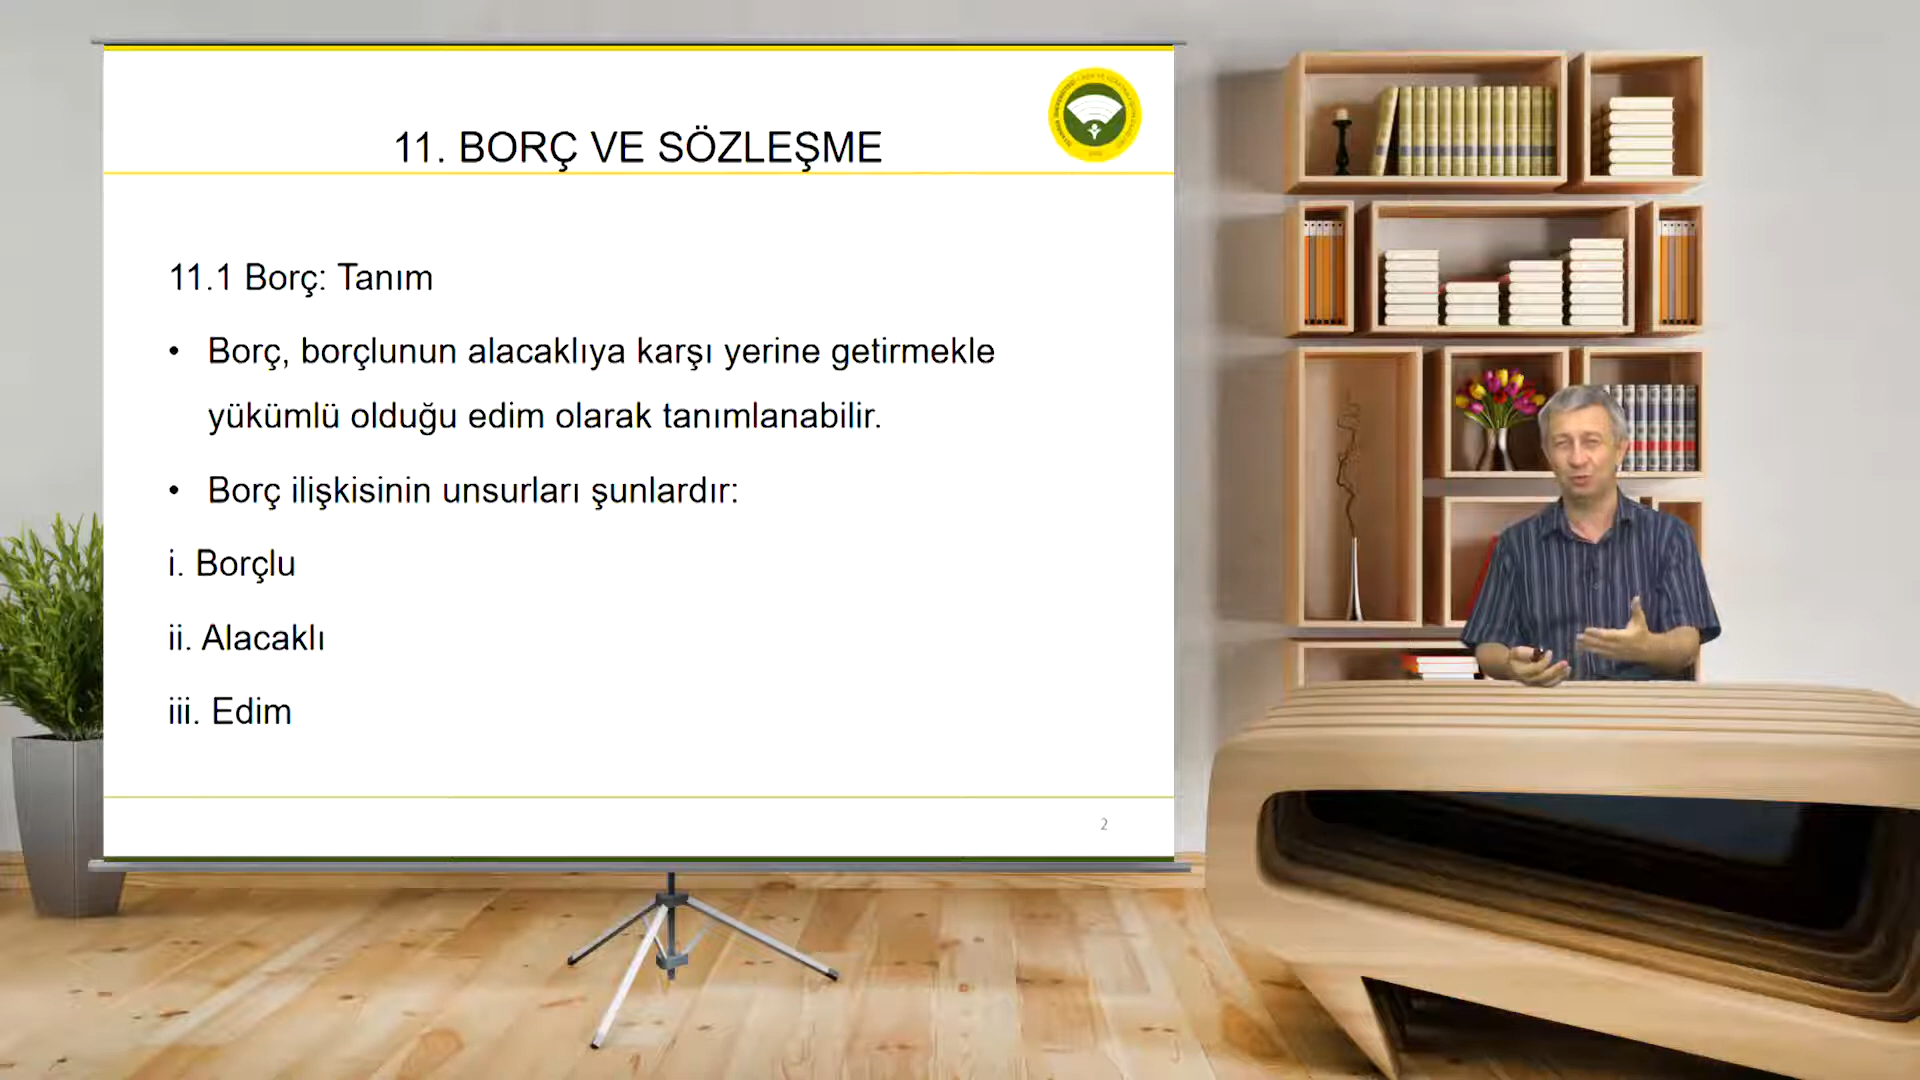 11. BORÇ VE SÖZLEŞME
11.1 Borç: Tanım
• Borç, borçlunun alacaklıya karşı yerine getirmekle
yükümlü olduğu edim olarak tanımlanabilir.
• Borç ilişkisinin unsurları şunlardır:
i. Borçlu
ii. Alacaklı
iii. Edim
2